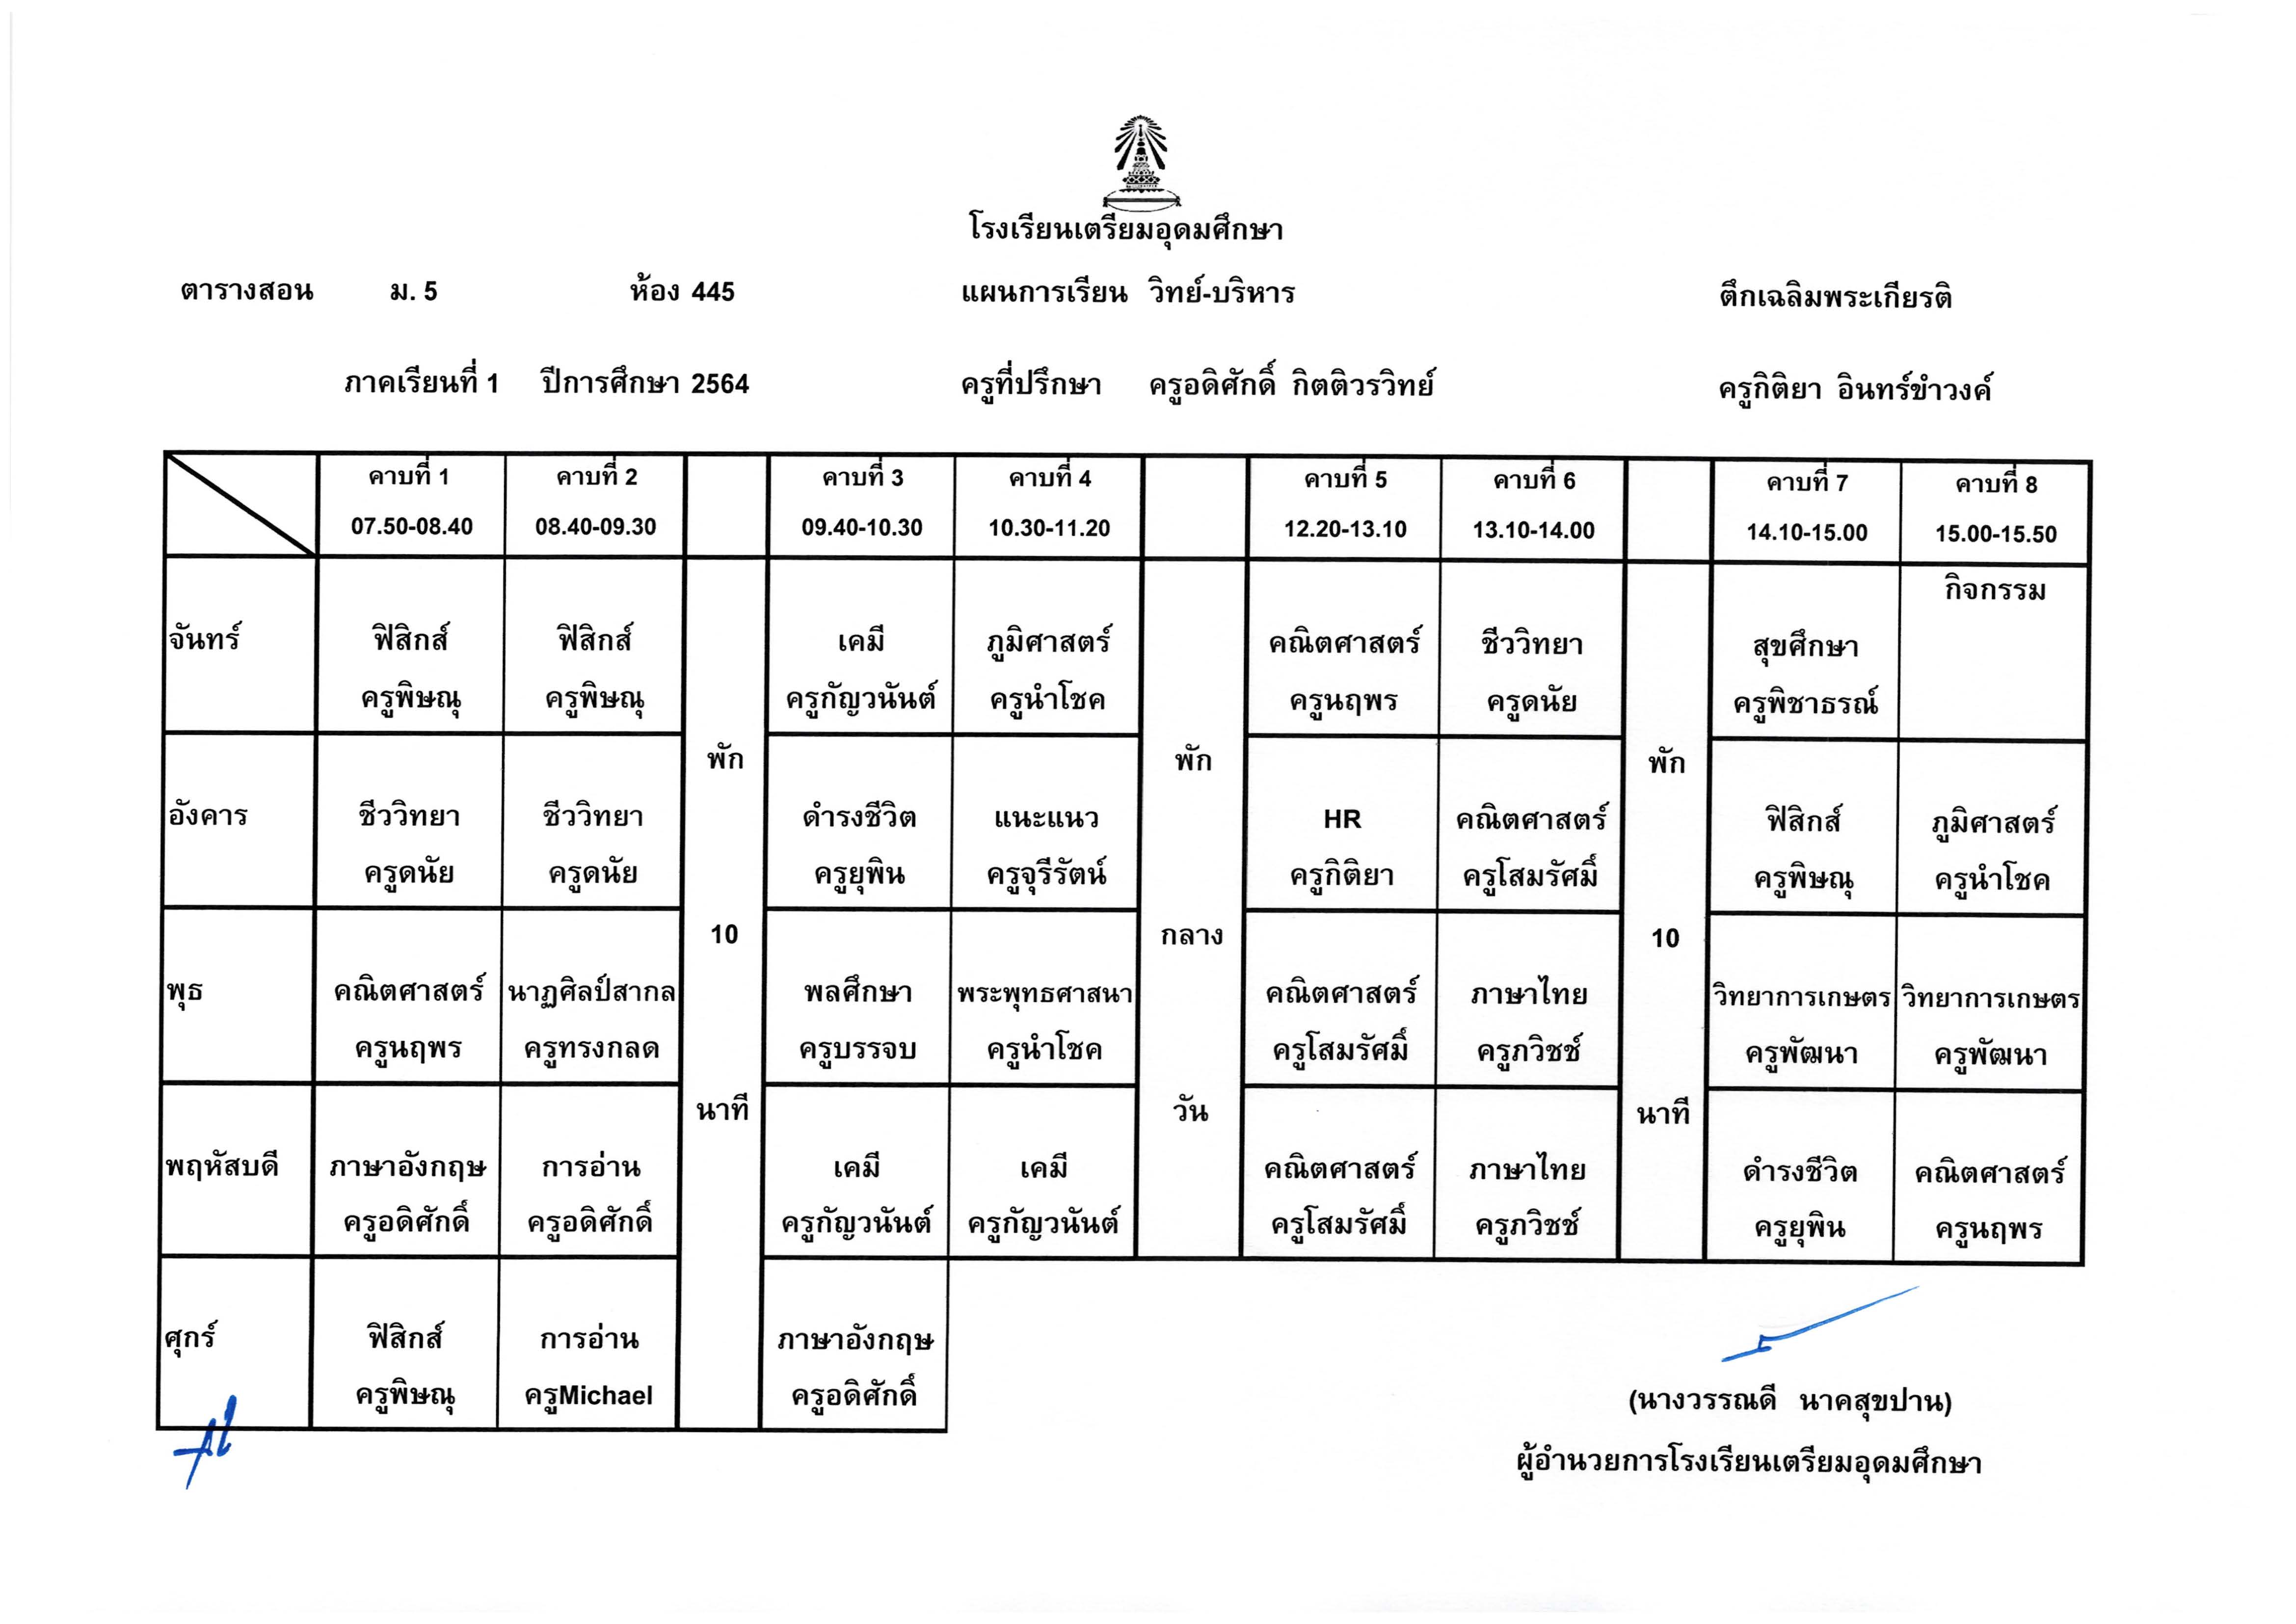 โรงเรียนเตรียมอุดมศึกษา
ตารางสอน ม. 5 ห้อง 445 แผนการเรียน วิทย์-บริหาร ตึกเฉลิมพระเกียรติ
ภาคเรียนที่ 1 ปีการศึกษา 2564 ครูที่ปรึกษา ครูอดิศักดิ์ กิตติวรวิทย์ ครูกิติยา อินทร์ขำวงค์
คาบที่ 1 คาบที่ 2 คาบที่ 3 คาบที่ 4 คาบที่ 5 คาบที่ 6 คาบที่ 7 คาบที่ 8
07.50-08.40 08.40-09.30 09.40-10.30 10.30-11.20 12.20-13.10 13.10-14.00 14.10-15.00 15.00-15.50
กิจกรรม
จันทร์ ฟิสิกส์ ฟิสิกส์ เคมี ภูมิศาสตร์ คณิตศาสตร์ ชีววิทยา สุขศึกษา
ครูพิษณุ ครูพิษณุ ครูกัญวนันต์ ครูนำโชค ครูนฤพร ครูดนัย ครูพิชาธรณ์
พัก พัก พัก
อังคาร ชีววิทยา ชีววิทยา ดำรงชีวิต แนะแนว HR คณิตศาสตร์ ฟิสิกส์ ภูมิศาสตร์
ครูดนัย ครูดนัย ครูยุพิน ครูจุรีรัตน์ ครูกิติยา ครูโสมรัศมิ์ ครูพิษณุ ครูนำโชค
10 กลาง 10
พุธ คณิตศาสตร์ นาฏศิลป์สากล พลศึกษา พระพุทธศาสนา คณิตศาสตร์ ภาษาไทย วิทยาการเกษตร วิทยาการเกษตร
ครูนฤพร ครูทรงกลด ครูบรรจบ ครูนำโชค ครูโสมรัศมิ์ ครูภวิชช์ ครูพัฒนา ครูพัฒนา
นาที วัน นาที
พฤหัสบดี ภาษาอังกฤษ การอ่าน เคมี เคมี คณิตศาสตร์ ภาษาไทย ดำรงชีวิต คณิตศาสตร์
ครูอดิศักดิ์ ครูอดิศักดิ์ ครูกัญวนันต์ ครูกัญวนันต์ ครูโสมรัศมิ์ ครูภวิชช์ ครูยุพิน ครูนฤพร
ศุกร์ ฟิสิกส์ การอ่าน ภาษาอังกฤษ
ครูพิษณุ ครูMichael ครูอดิศักดิ์
(นางวรรณดี นาคสุขปาน)
ผู้อำนวยการโรงเรียนเตรียมอุดมศึกษา